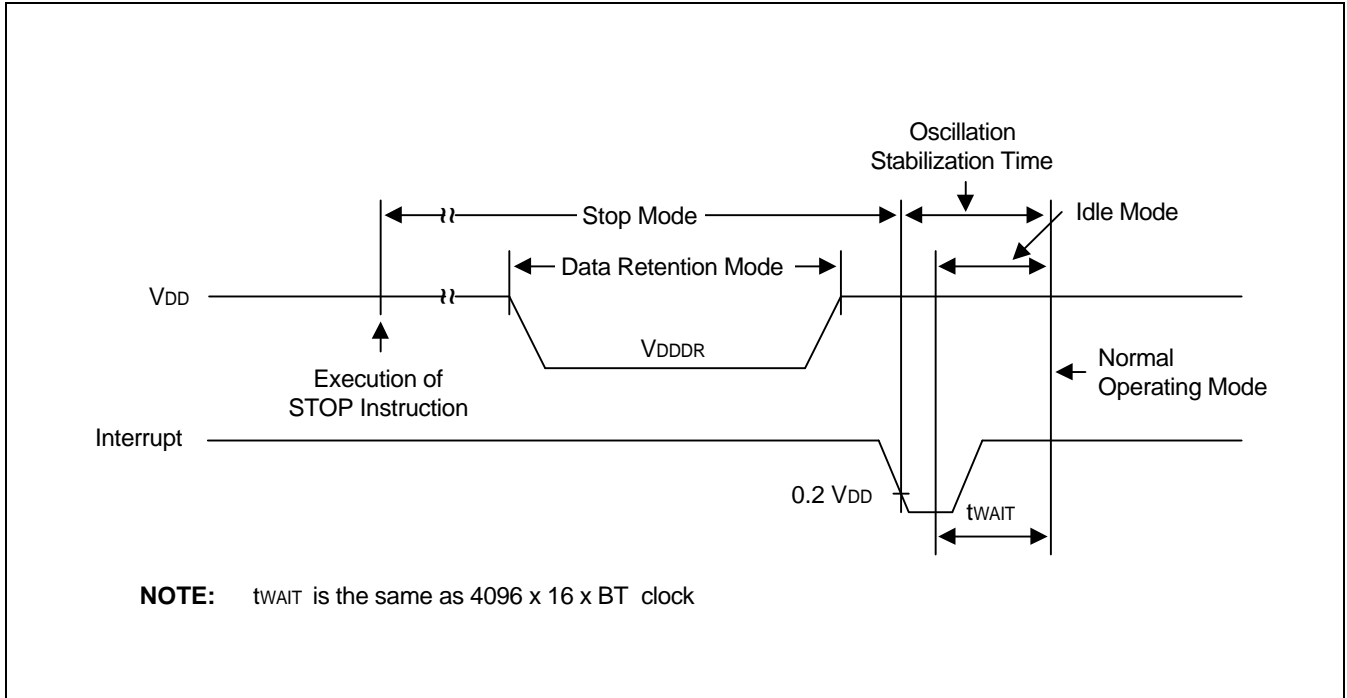 Oscillation
Stabilization Time
Stop Mode
Idle Mode
Data Retention Mode
VDD
VDDDR
Execution of
STOP Instruction
Normal
Operating Mode
Interrupt
0.2 VDD
tWAIT
NOTE: tWAIT is the same as 4096 x 16 x BT clock